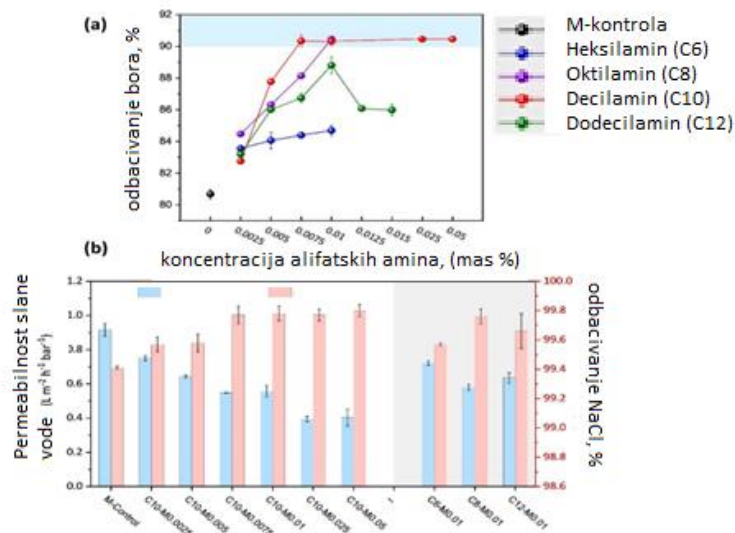 (a)
odbacivanje bora, %
92
90
88
86
84
82
80
0
0.0025
0.005
0.0075
0.01
0.0125
0.015
0.025
0.05
koncentracija alifatskih amina, (mas %)
M-kontrola
Heksilamin (C6)
Oktilamin (C8)
Decilamin (C10)
Dodecilamin (C12)
(b)
Permeabilnost slane
vode (L m⁻² h⁻¹ bar⁻¹)
1.2
1.0
0.8
0.6
0.4
0.2
0.0
100.0
99.8
99.6
99.4
99.2
99.0
98.8
98.6
odbacivanje NaCl, %
M-Control
C10-M0.0025
C10-M0.005
C10-M0.0075
C10-M0.01
C10-M0.025
C10-M0.05
--
C6-M0.01
C8-M0.01
C12-M0.01